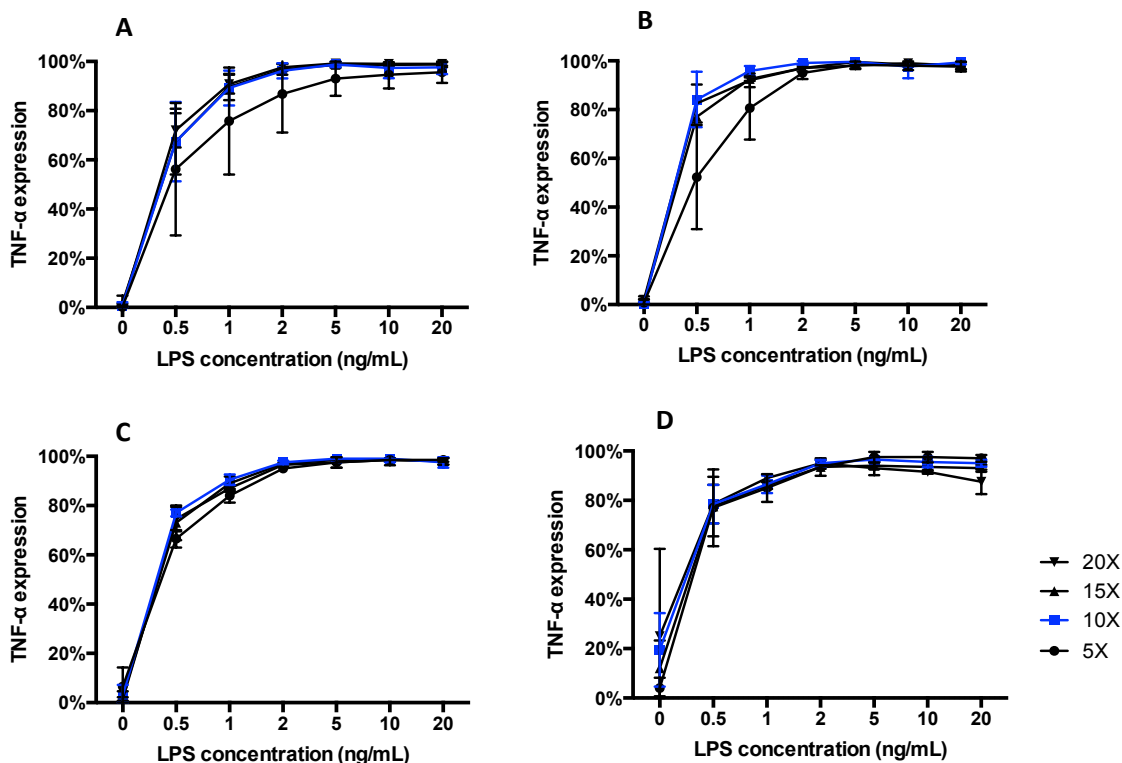 A
100%
80%
60%
40%
20%
0%
TNF-α expression
0 0.5 1 2 5 10 20
LPS concentration (ng/mL)
B
100%
80%
60%
40%
20%
0%
TNF-α expression
0 0.5 1 2 5 10 20
LPS concentration (ng/mL)
C
100%
80%
60%
40%
20%
0%
TNF-α expression
0 0.5 1 2 5 10 20
LPS concentration (ng/mL)
D
100%
80%
60%
40%
20%
0%
TNF-α expression
0 0.5 1 2 5 10 20
LPS concentration (ng/mL)
20X
15X
10X
5X